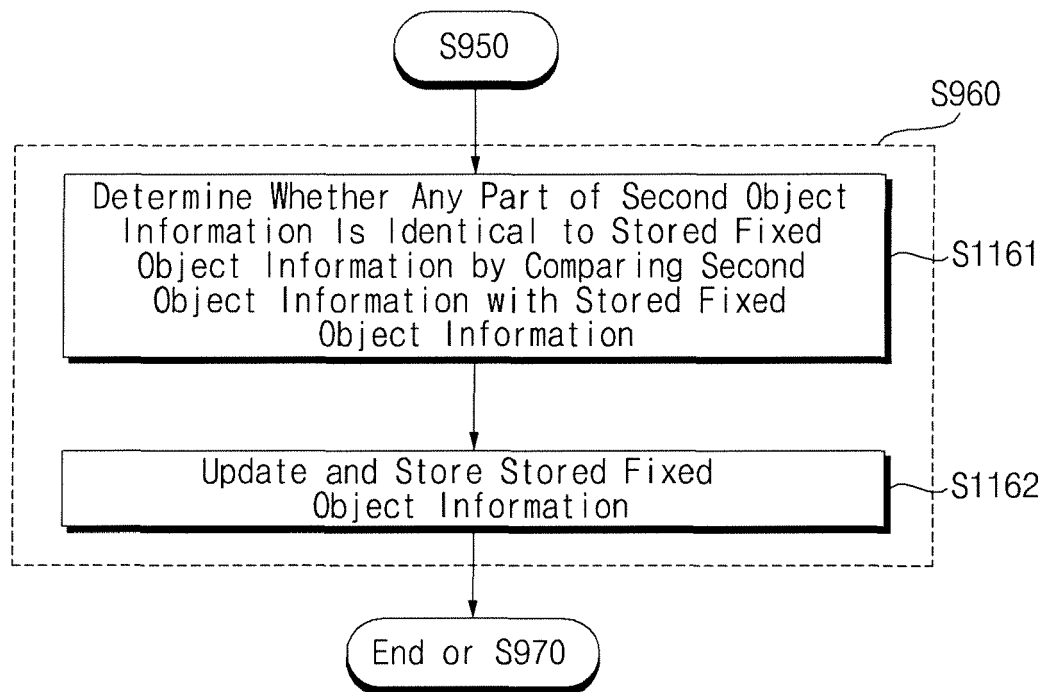 S950
S960
Determine Whether Any Part of Second Object
Information Is Identical to Stored Fixed
Object Information by Comparing Second
Object Information with Stored Fixed
Object Information
S1161
Update and Store Stored Fixed
Object Information
S1162
End or S970